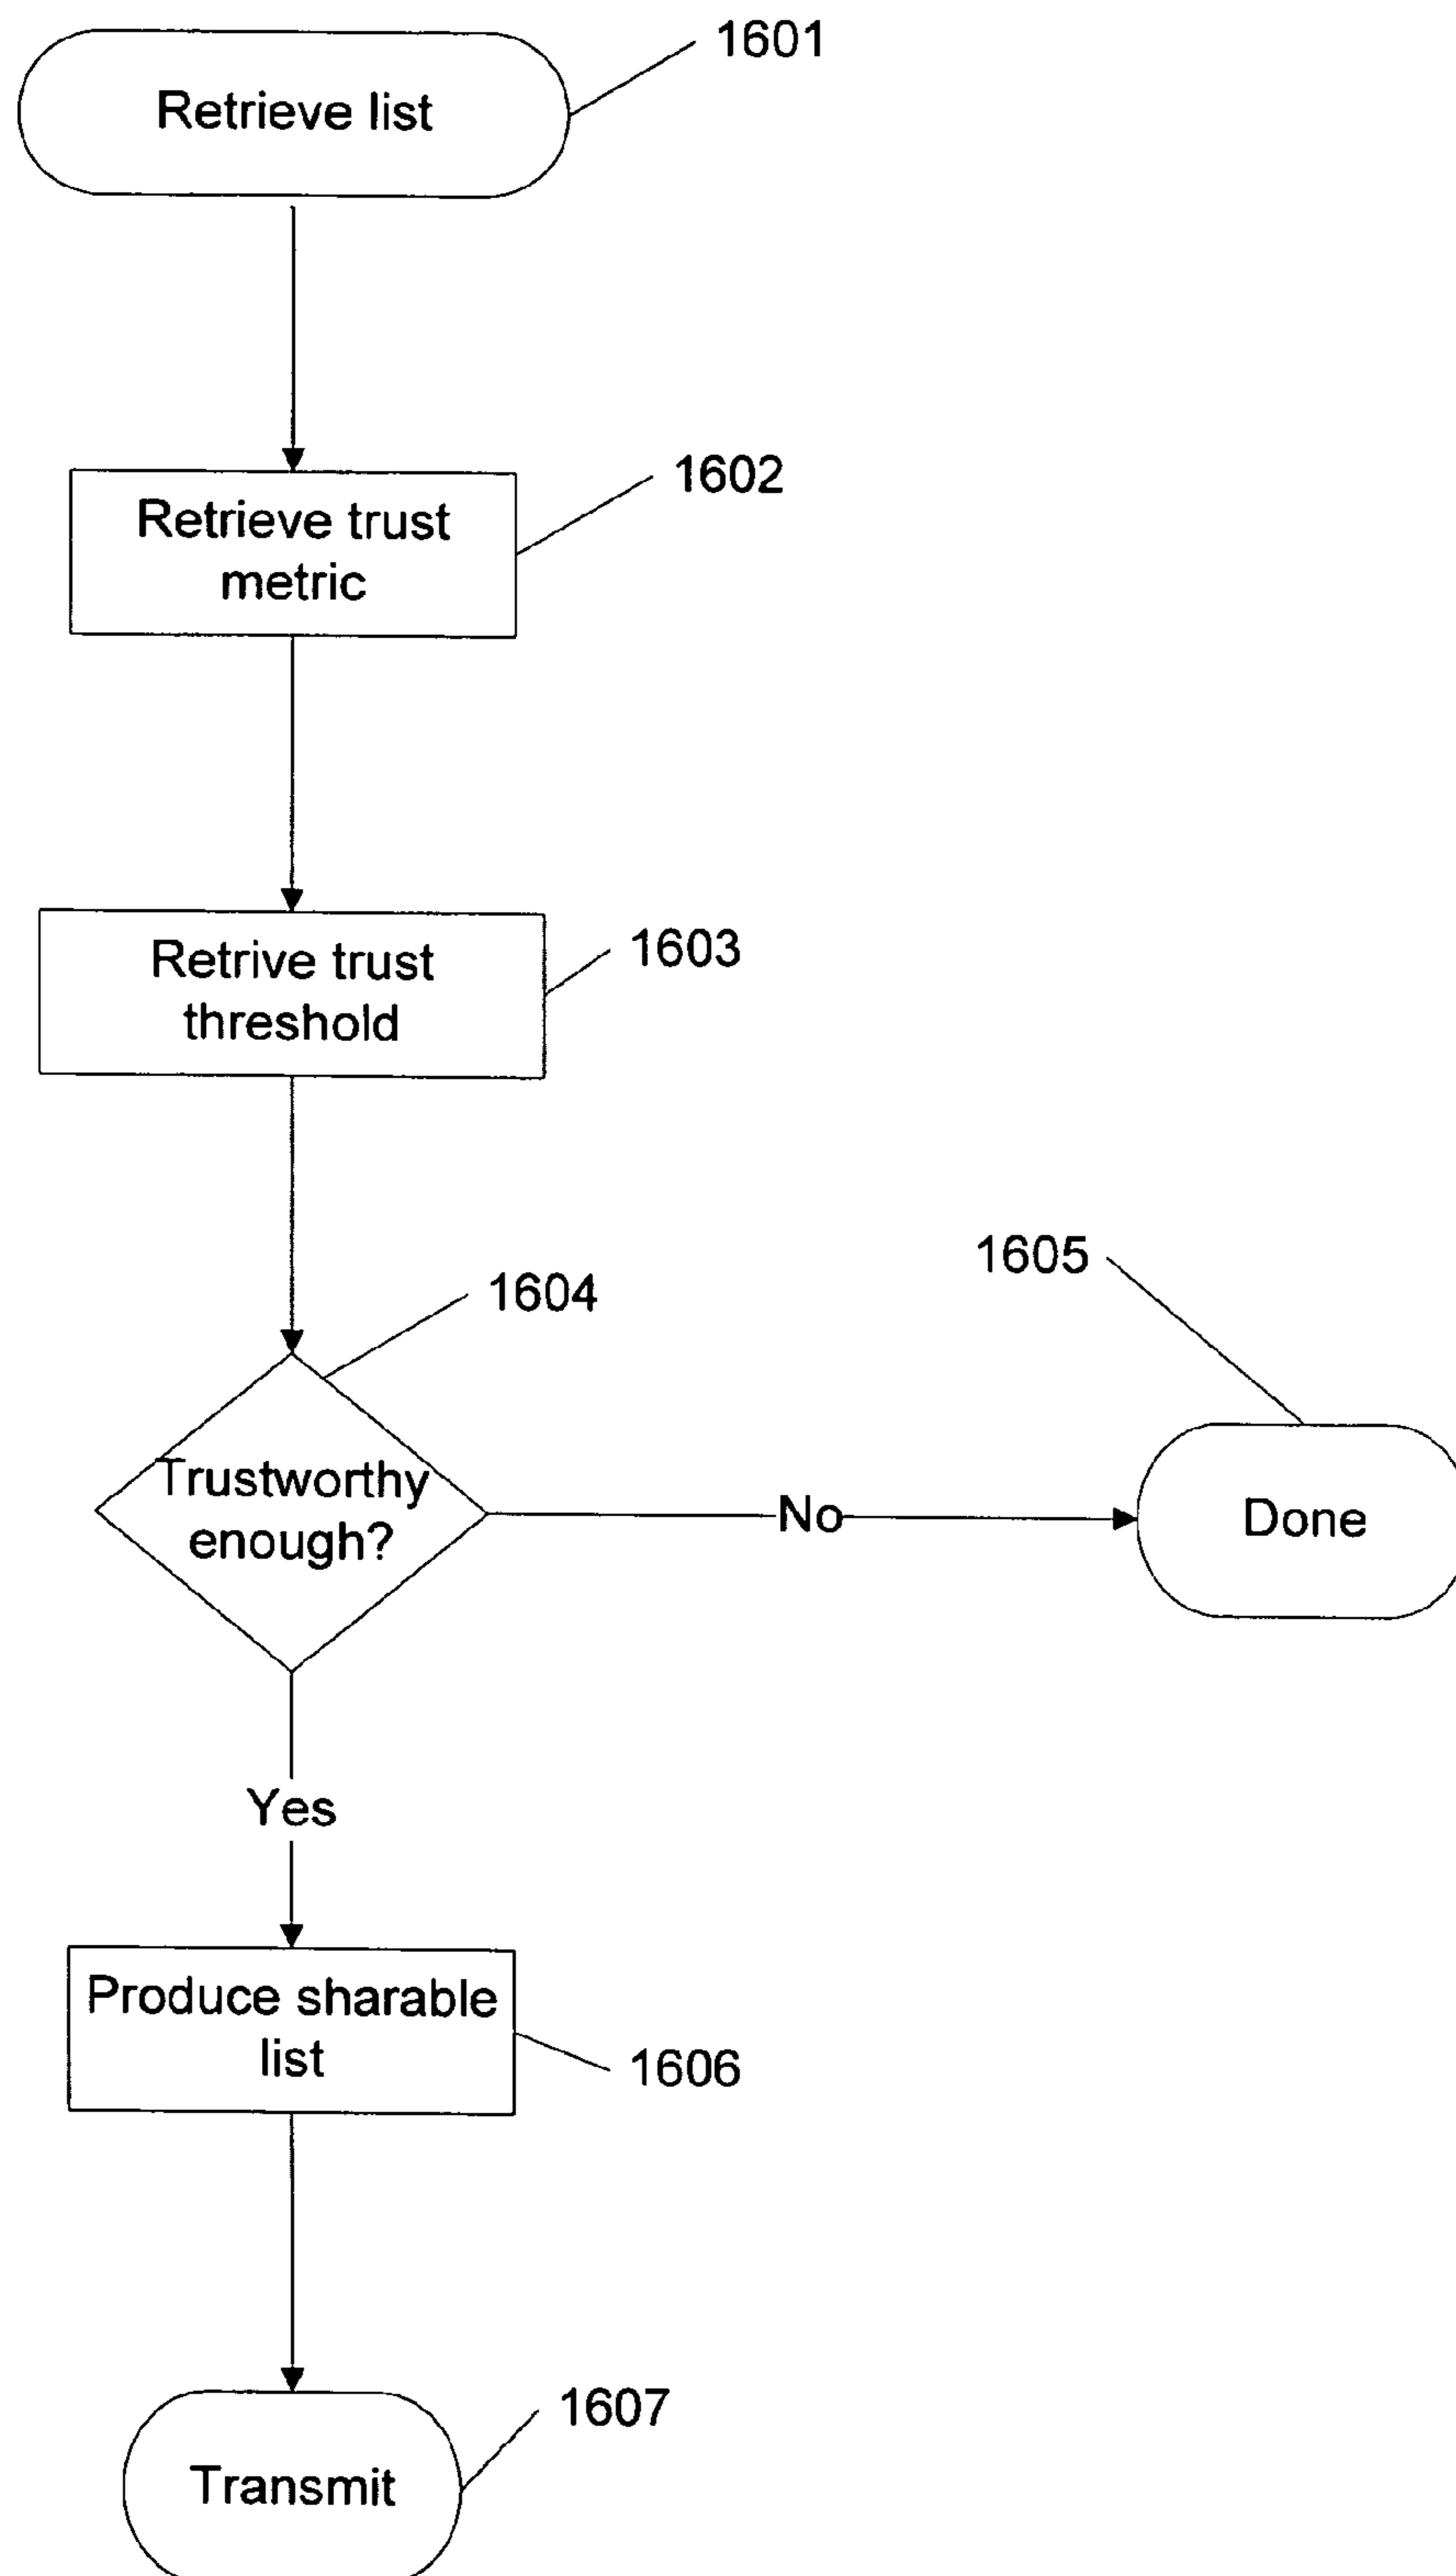 1601
Retrieve list
1602
Retrieve trust
metric
1603
Retrive trust
threshold
1604
1605
Trustworthy
enough?
No
Done
Yes
Produce sharable
list
1606
1607
Transmit